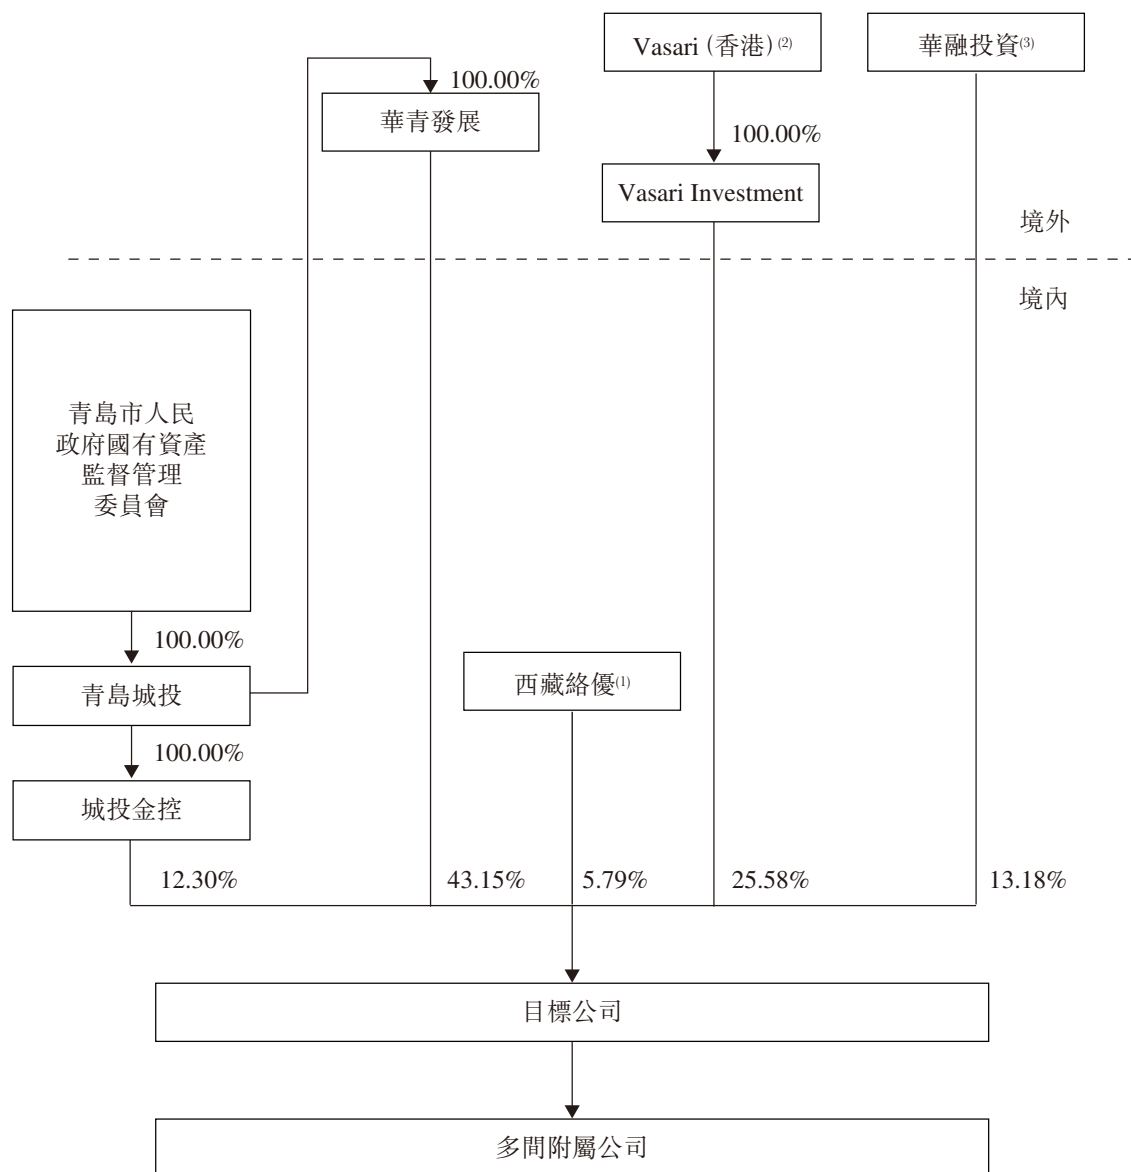 Vasari（香港）(2)
華融投資(3)
100.00%
華青發展
100.00%
Vasari Investment
境外
境內
青島市人民
政府國有資產
監督管理
委員會
100.00%
西藏絡優(1)
青島城投
100.00%
城投金控
12.30%
43.15%
5.79%
25.58%
13.18%
目標公司
多間附屬公司